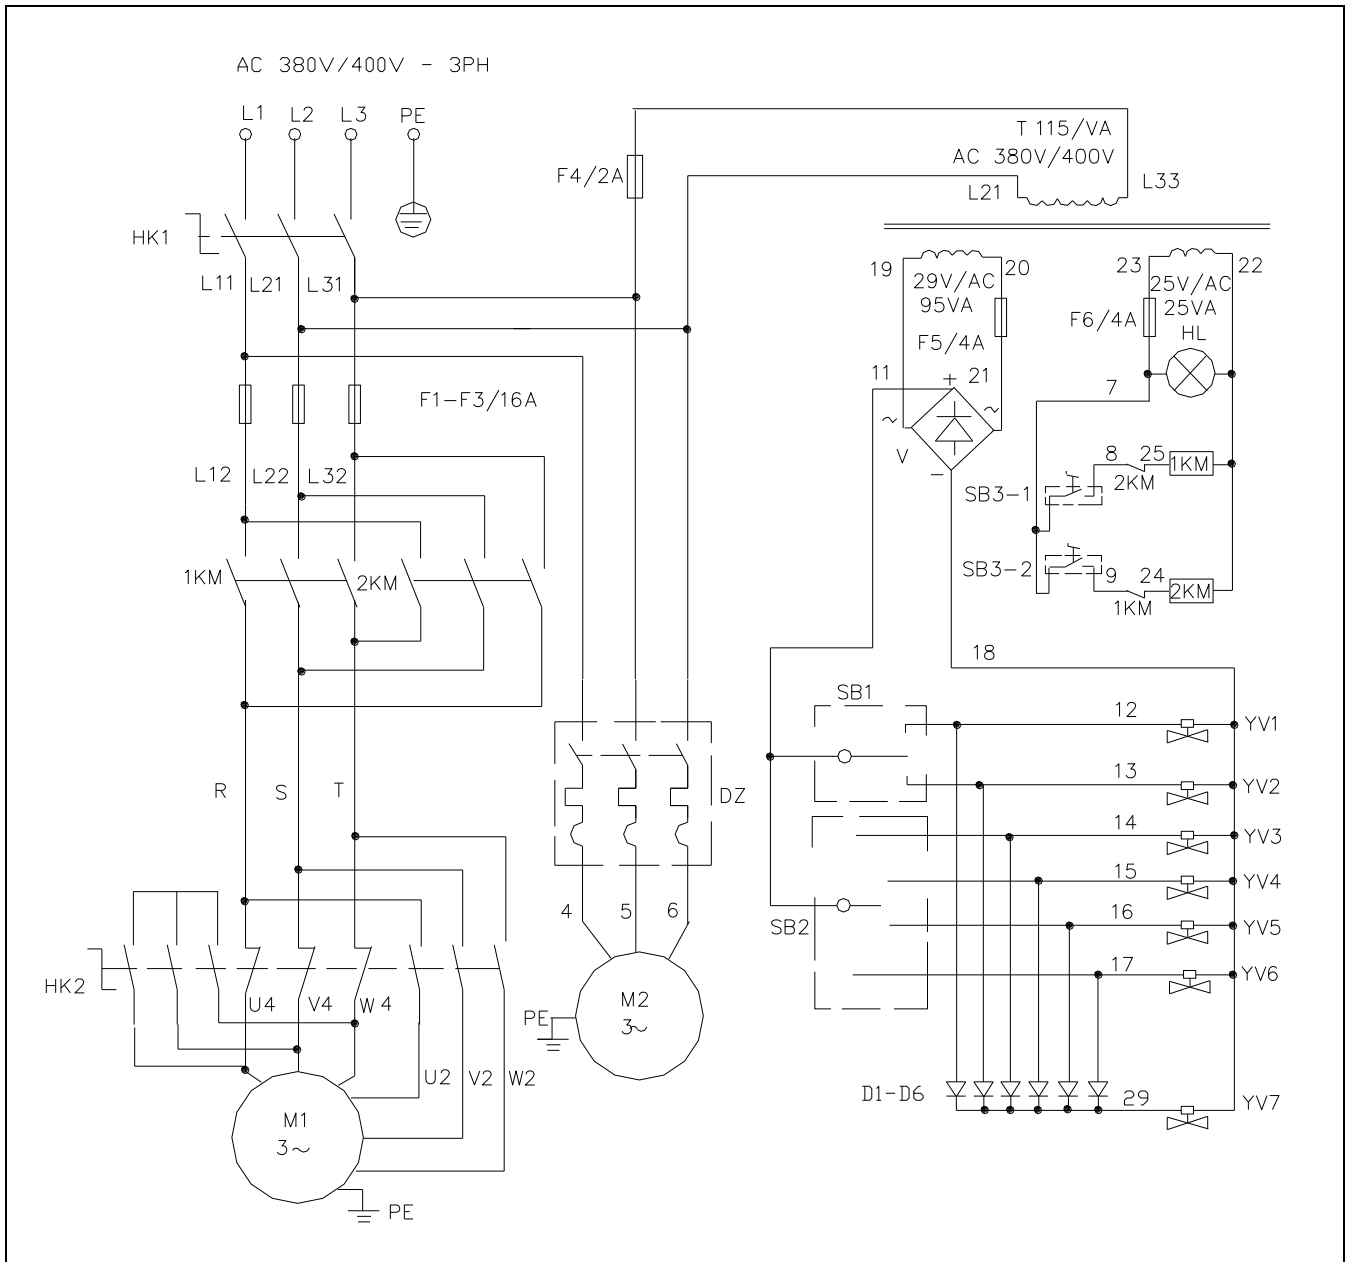 AC 380V/400V - 3PH
L1 L2 L3 PE
T 115/VA
AC 380V/400V
F4/2A
L21
L33
HK1
L11 L21 L31
19
20
23
22
29V/AC
95VA
25V/AC
25VA
F5/4A
F6/4A
HL
F1-F3/16A
11
+
21
7
~
~
V
-
L12 L22 L32
8
25
1KM
2KM
SB3-1
SB3-2
9
24
2KM
1KM
1KM
2KM
18
SB1
12
YV1
R S T
DZ
13
YV2
14
YV3
15
YV4
4 5 6
SB2
16
YV5
17
YV6
HK2
U4 V4 W4
M2
3~
PE
U2 V2 W2
D1-D6
29
YV7
M1
3~
PE